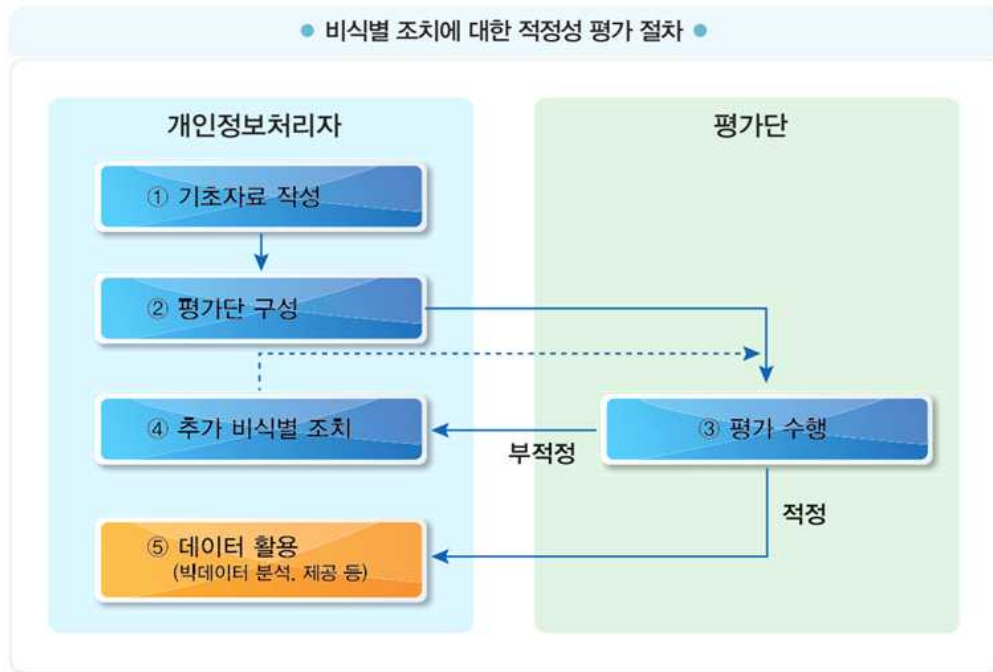 ● 비식별 조치에 대한 적정성 평가 절차 ●
개인정보처리자
① 기초자료 작성
② 평가단 구성
④ 추가 비식별 조치
⑤ 데이터 활용
(빅데이터 분석, 제공 등)
평가단
③ 평가 수행
부적정
적정